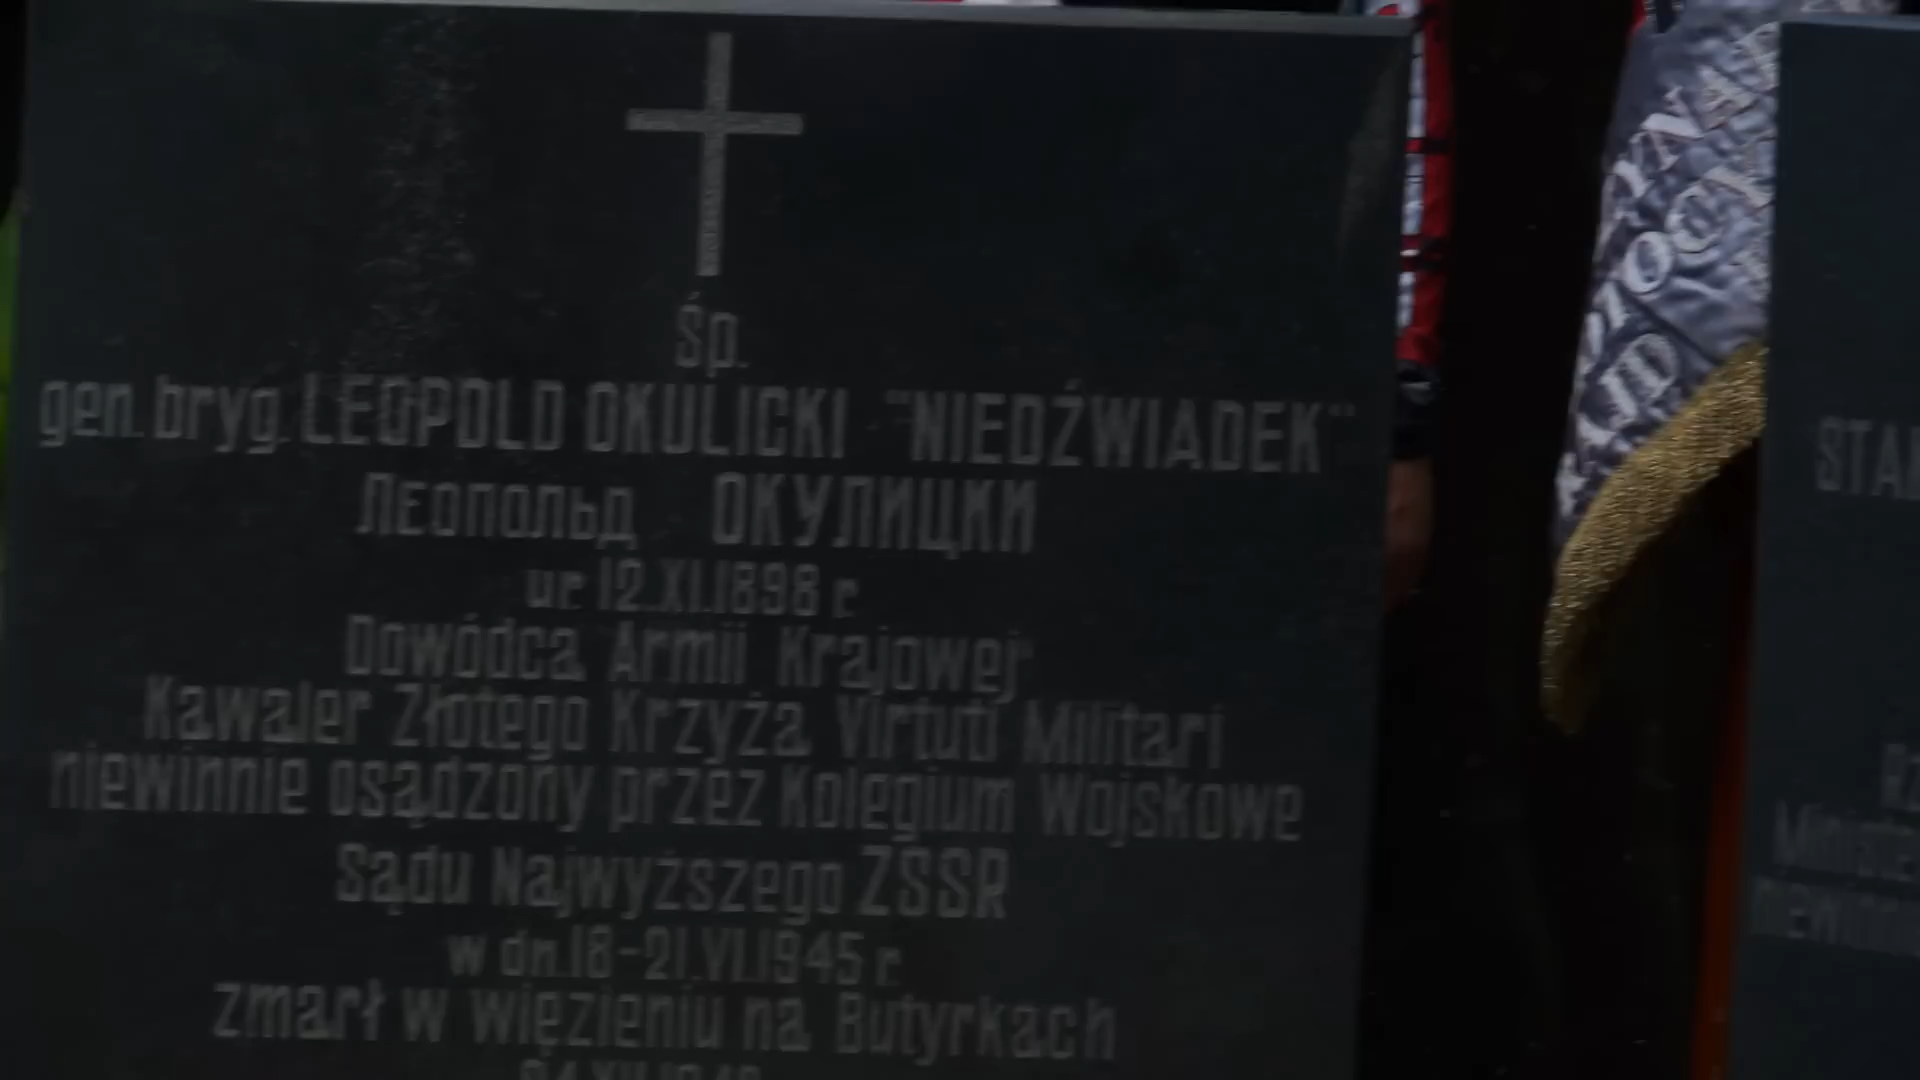 Śp.
gen. bryg. LEOPOLD OKULICKI "NIEDŹWIADEK"
Леопольд ОКУЛИЦКИ
ur. 12.XI.1898 r.
Dowódca Armii Krajowej
Kawaler Złotego Krzyża Virtuti Militari
niewinnie osądzony przez Kolegium Wojskowe
Sądu Najwyższego ZSSR
w dn. 18-21.VI.1945 r.
zmarł w więzieniu na Butyrkach